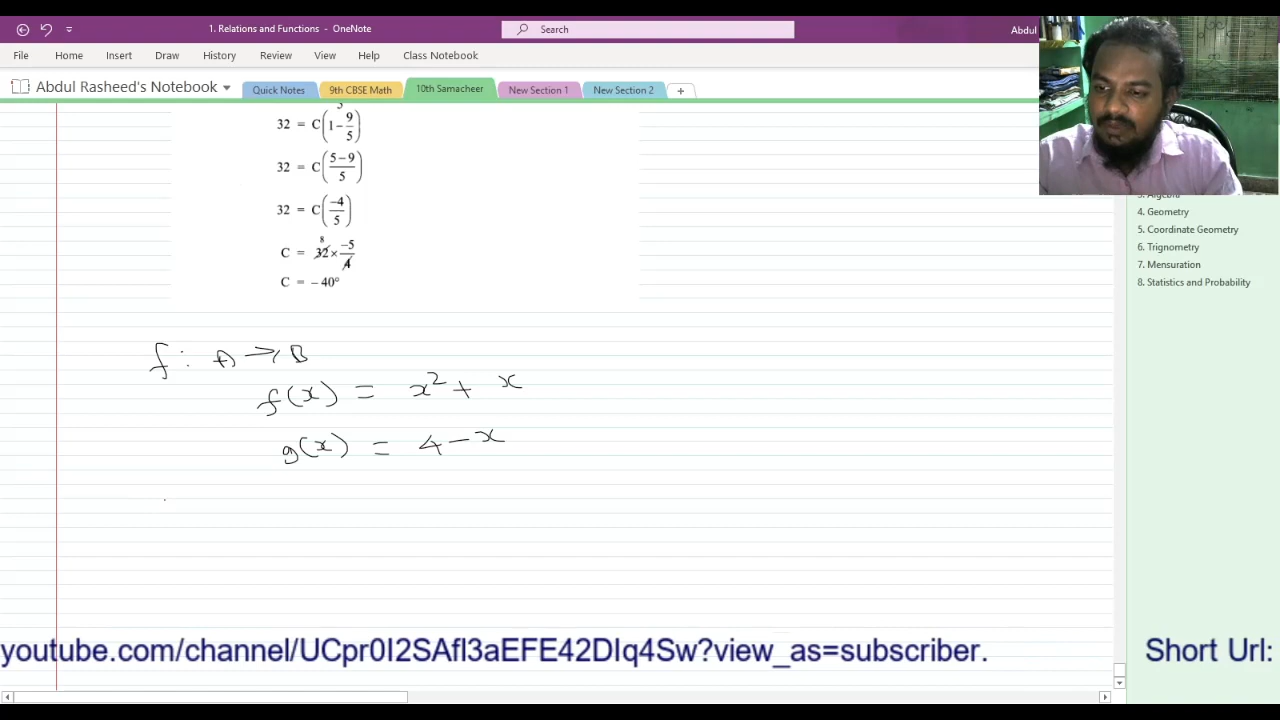 1. Relations and Functions - OneNote
Search
Abdul
File Home Insert Draw History Review View Help Class Notebook
Abdul Rasheed's Notebook
Quick Notes
9th CBSE Math
10th Samacheer
New Section 1
New Section 2
+
32 = C(1 − 9/5)
32 = C((5−9)/5)
32 = C(−4/5)
C = 32 × −5/4
8
C = − 40°
f : A → B
f(x) = x² + x
g(x) = 4 − x
4. Geometry
5. Coordinate Geometry
6. Trignometry
7. Mensuration
8. Statistics and Probability
youtube.com/channel/UCpr0I2SAfI3aEFE42DIq4Sw?view_as=subscriber.
Short Url: